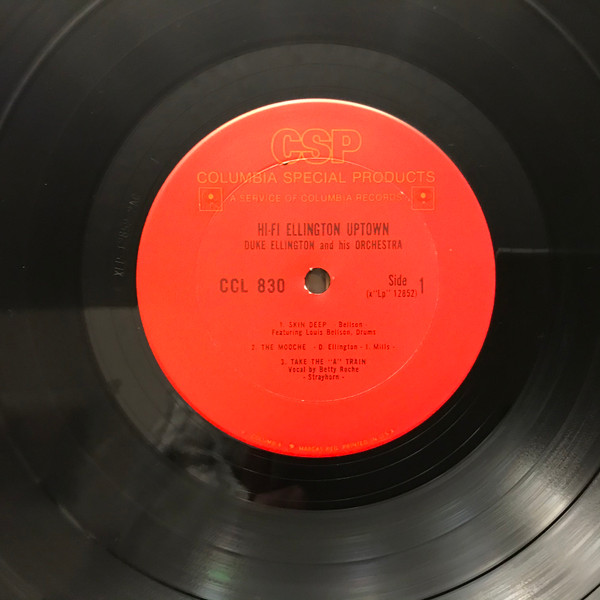 CSP
COLUMBIA SPECIAL PRODUCTS
A SERVICE OF COLUMBIA RECORDS
HI-FI ELLINGTON UPTOWN
DUKE ELLINGTON and his ORCHESTRA
CCL 830
Side 1
(x"Lp" 12852)
1. SKIN DEEP Bellson
Featuring Louis Bellson, Drums
2. THE MOOCHE - D. Ellington - I. Mills -
3. TAKE THE "A" TRAIN
Vocal by Betty Roche
- Strayhorn -